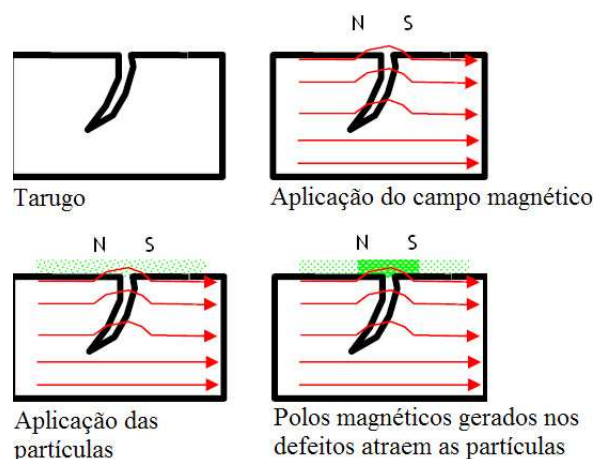 N S
Tarugo
Aplicação do campo magnético
N S
N S
Aplicação das
partículas
Polos magnéticos gerados nos
defeitos atraem as partículas